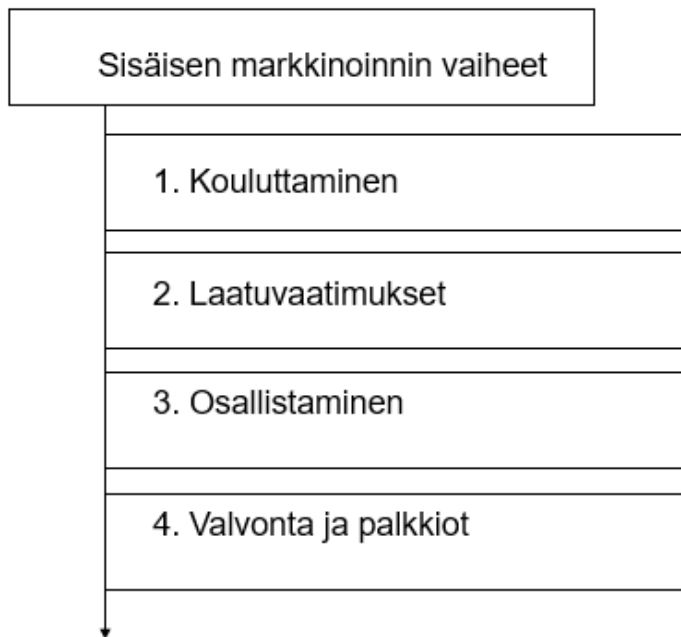 Sisäisen markkinoinnin vaiheet
1. Kouluttaminen
2. Laatuvaatimukset
3. Osallistaminen
4. Valvonta ja palkkiot